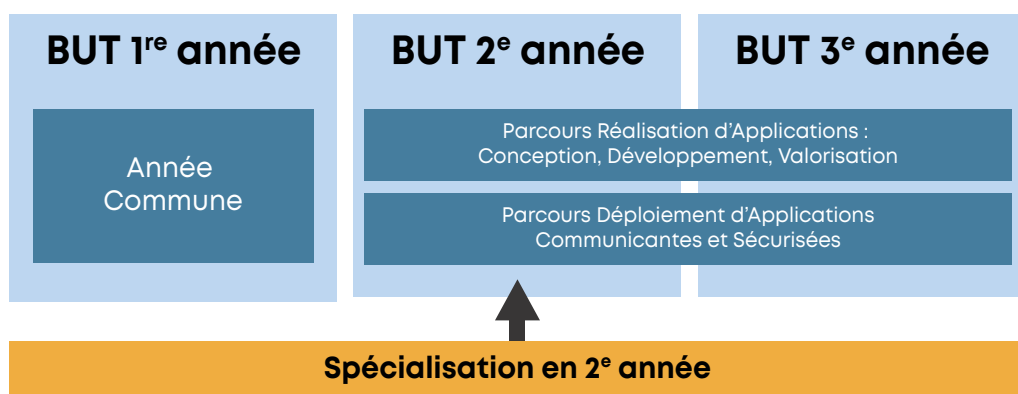 BUT 1re année
Année
Commune
BUT 2e année
BUT 3e année
Parcours Réalisation d'Applications :
Conception, Développement, Valorisation
Parcours Déploiement d'Applications
Communicantes et Sécurisées
Spécialisation en 2e année